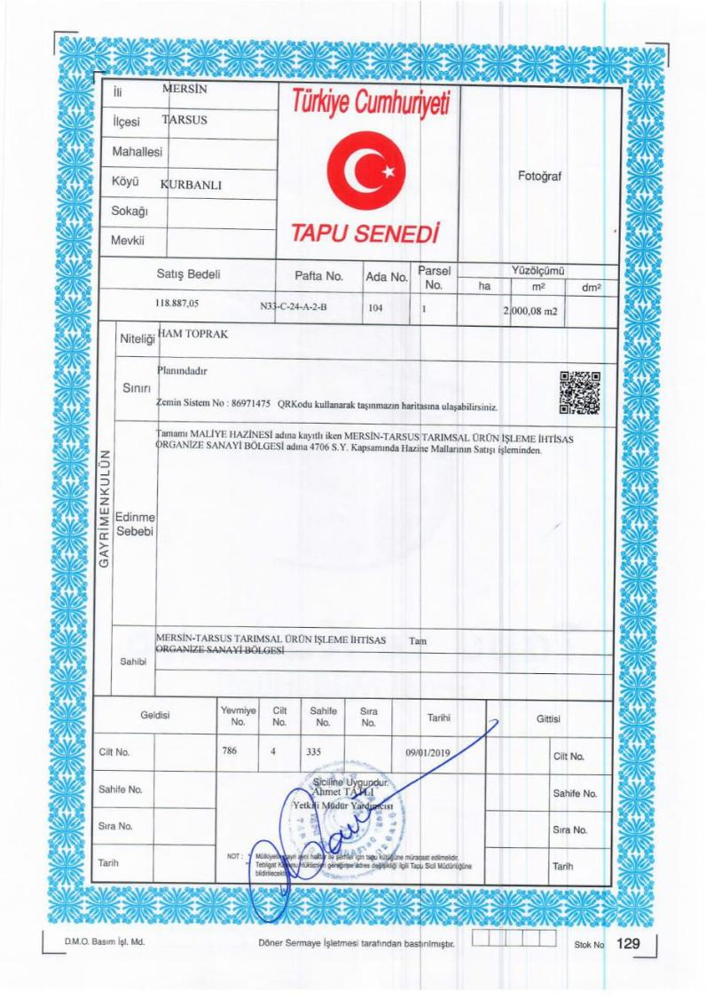 İli MERSİN
İlçesi TARSUS
Mahallesi
Köyü KURBANLI
Sokağı
Mevkii
Türkiye Cumhuriyeti
TAPU SENEDİ
Fotoğraf
Satış Bedeli Pafta No. Ada No. Parsel No. Yüzölçümü
ha m² dm²
118.887,05 N33-C-24-A-2-B 104 1 2.000,08 m2
GAYRİMENKULÜN
Niteliği HAM TOPRAK
Sınırı
Planındadır
Zemin Sistem No : 86971475 QRKodu kullanarak taşınmazın haritasına ulaşabilirsiniz.
Edinme Sebebi
Tamamı MALİYE HAZİNESİ adına kayıtlı iken MERSİN-TARSUS TARIMSAL ÜRÜN İŞLEME İHTİSAS
ORGANİZE SANAYİ BÖLGESİ adına 4706 S.Y. Kapsamında Hazine Mallarının Satışı işleminden.
Sahibi
MERSİN-TARSUS TARIMSAL ÜRÜN İŞLEME İHTİSAS Tam
ORGANİZE SANAYİ BÖLGESİ
Geldisi Yevmiye No. Cilt No. Sahife No. Sıra No. Tarihi Gittisi
Cilt No. 786 4 335 09/01/2019 Cilt No.
Siciline Uygundur.
Ahmet TATLI
Yetkili Müdür Yardımcısı
Sahife No. Sahife No.
Sıra No. Sıra No.
Tarih Tarih
NOT : * Mülkiyetten gayri ayni haklar ile şerhler için tapu kütüğüne müracaat edilmelidir.
* Tebligat Kanunu Hükümleri gereğince adres değişikliği ilgili Tapu Sicil Müdürlüğüne
bildirilecektir.
D.M.O. Basım İşl. Md. Döner Sermaye İşletmesi tarafından bastırılmıştır. Stok No 129